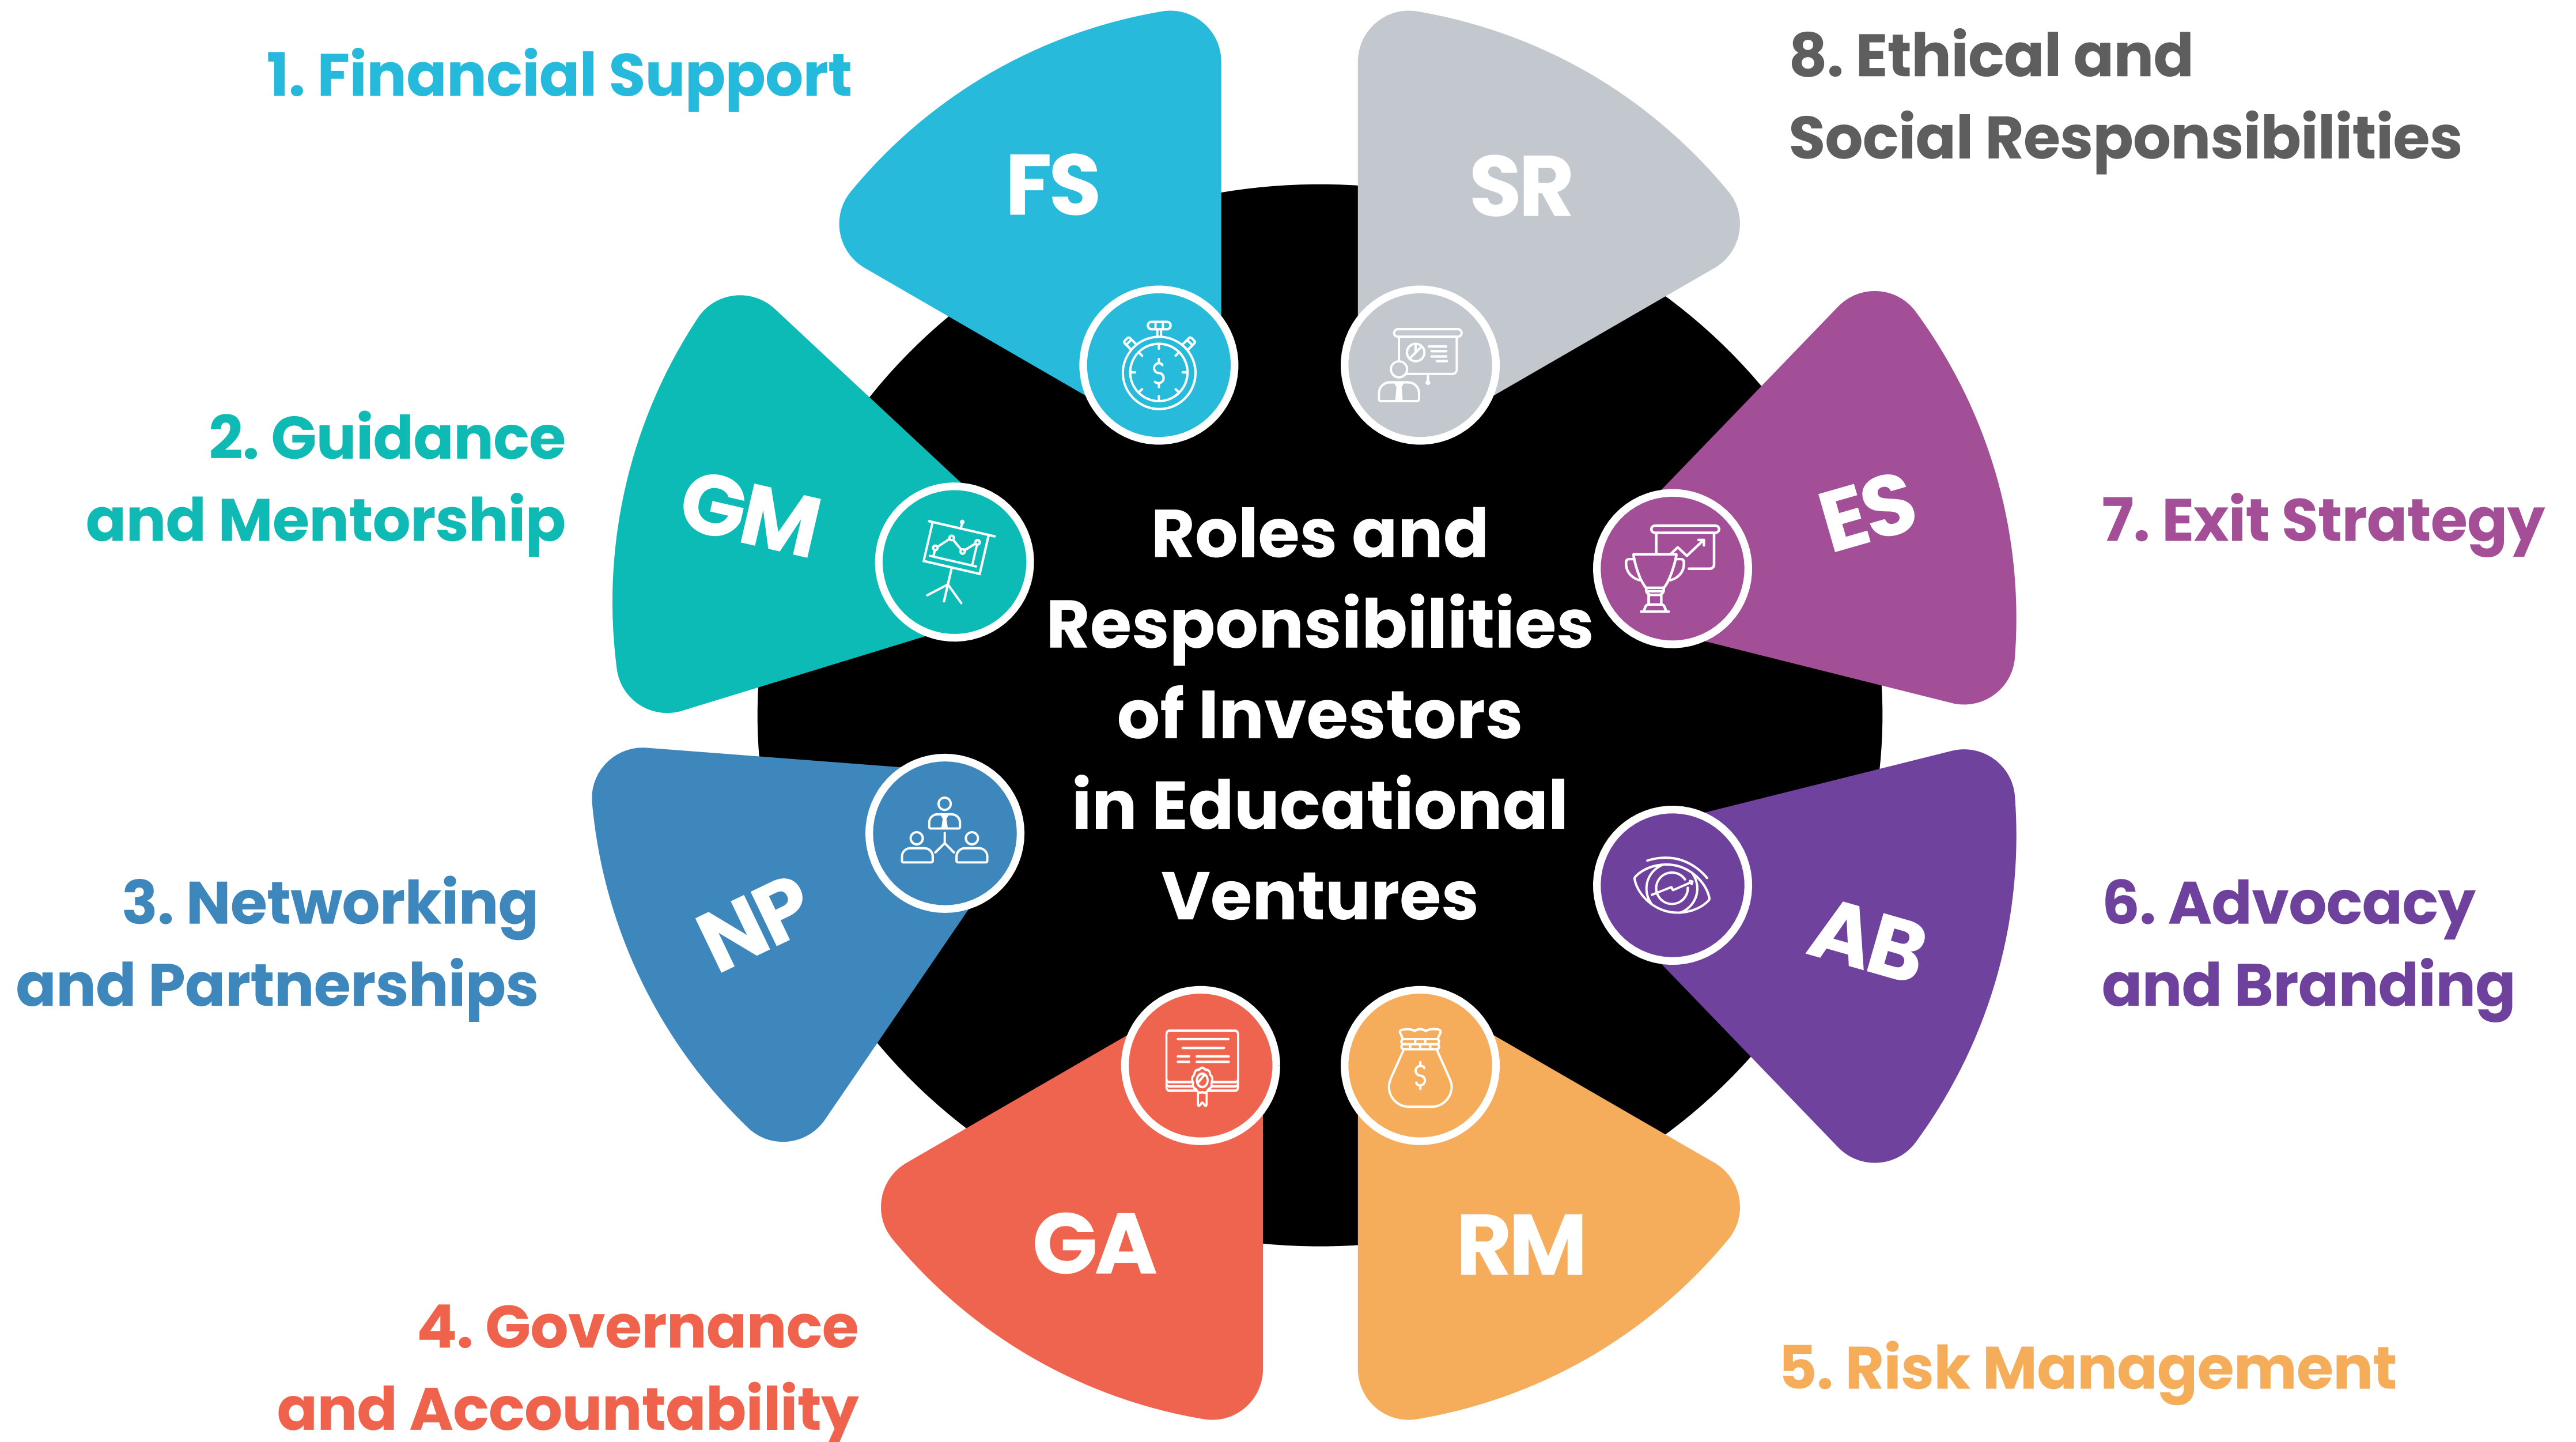 1. Financial Support
FS
SR
8. Ethical and
Social Responsibilities
2. Guidance
and Mentorship
GM
ES
7. Exit Strategy
Roles and
Responsibilities
of Investors
in Educational
Ventures
3. Networking
and Partnerships
NP
AB
6. Advocacy
and Branding
4. Governance
and Accountability
GA
RM
5. Risk Management
$
$